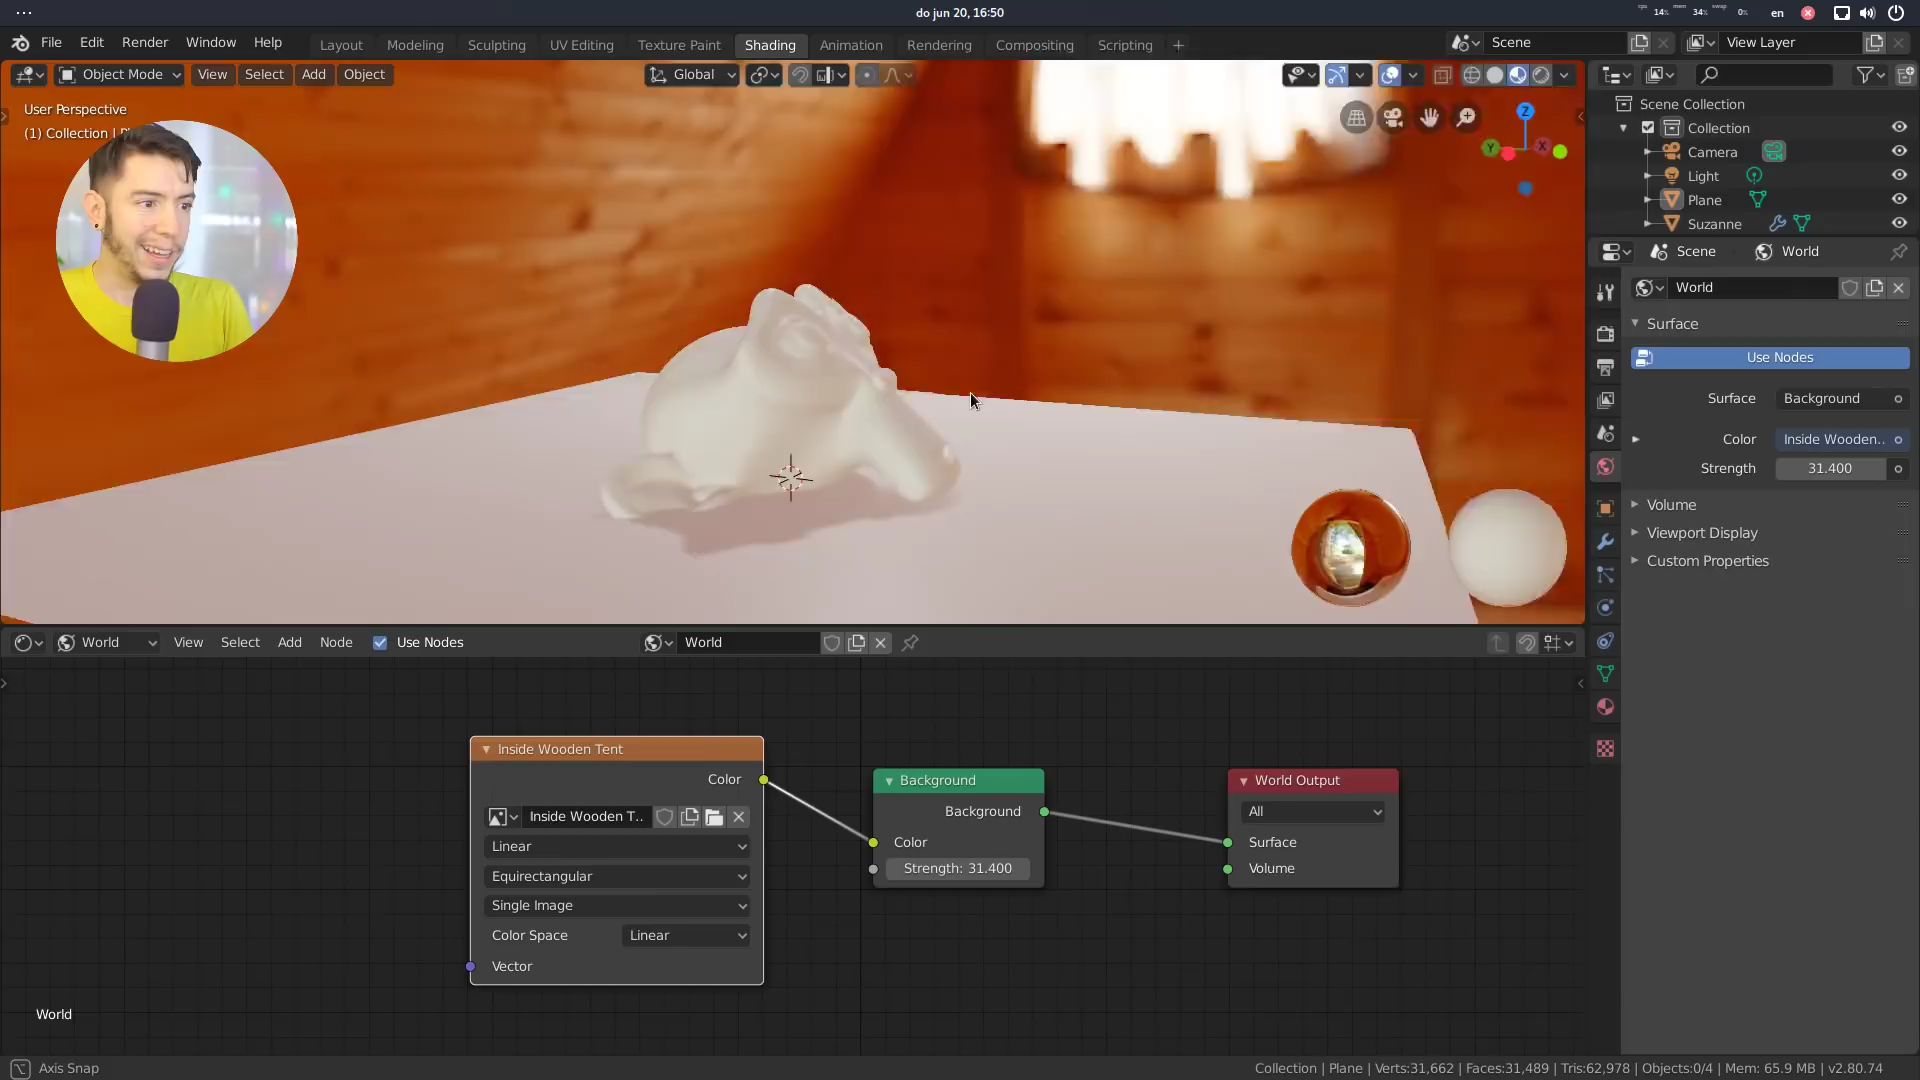 do jun 20, 16:50
cpu 14% mem 34% swap 0% en
File Edit Render Window Help
Layout Modeling Sculpting UV Editing Texture Paint Shading Animation Rendering Compositing Scripting +
Scene View Layer
Object Mode View Select Add Object Global
User Perspective
(1) Collection | P
Z Y X
Scene Collection
Collection
Camera
Light
Plane
Suzanne
Scene World
World
Surface
Use Nodes
Surface Background
Color Inside Wooden..
Strength 31.400
Volume
Viewport Display
Custom Properties
World View Select Add Node Use Nodes World
Inside Wooden Tent
Color
Inside Wooden T..
Linear
Equirectangular
Single Image
Color Space Linear
Vector
Background
Background
Color
Strength: 31.400
World Output
All
Surface
Volume
World
Axis Snap
Collection | Plane | Verts:31,662 | Faces:31,489 | Tris:62,978 | Objects:0/4 | Mem: 65.9 MB | v2.80.74